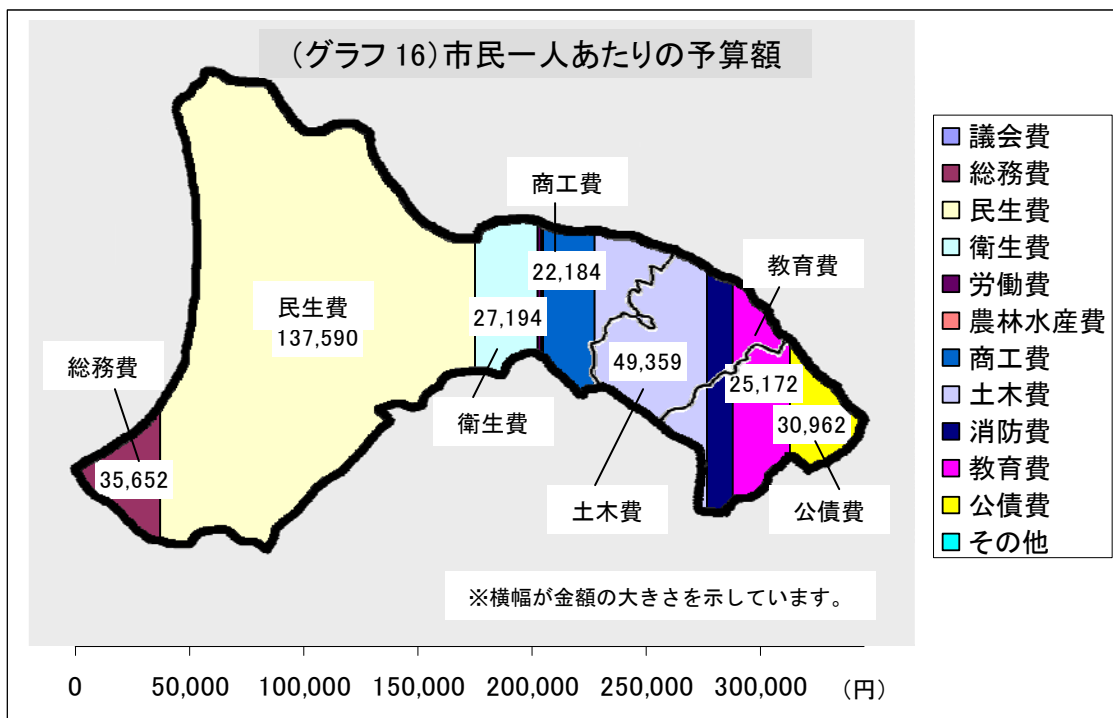 (グラフ 16)市民一人あたりの予算額
商工費
22,184
教育費
民生費
137,590
27,194
総務費
49,359
25,172
衛生費
30,962
35,652
土木費
公債費
※横幅が金額の大きさを示しています。
0 50,000 100,000 150,000 200,000 250,000 300,000 (円)
議会費
総務費
民生費
衛生費
労働費
農林水産費
商工費
土木費
消防費
教育費
公債費
その他